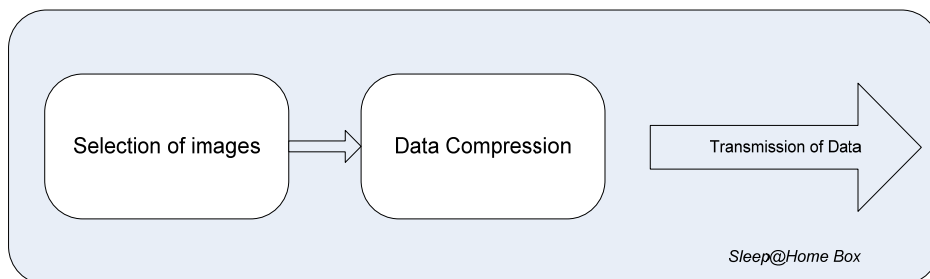 Selection of images
Data Compression
Transmission of Data
Sleep@Home Box